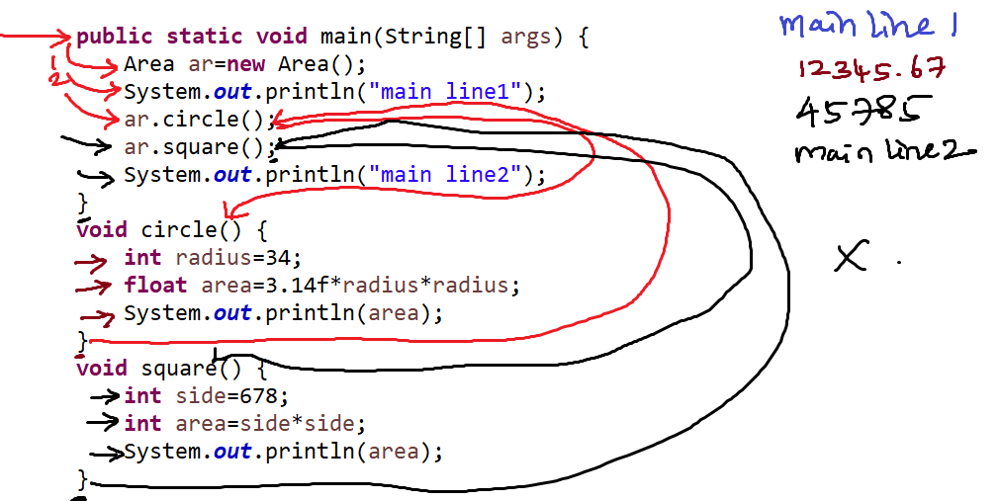 public static void main(String[] args) {
Area ar=new Area();
System.out.println("main line1");
ar.circle();
ar.square();
System.out.println("main line2");
}
void circle() {
int radius=34;
float area=3.14f*radius*radius;
System.out.println(area);
}
void square() {
int side=678;
int area=side*side;
System.out.println(area);
}
1
2
main line 1
12345.67
45785
main line2
X .